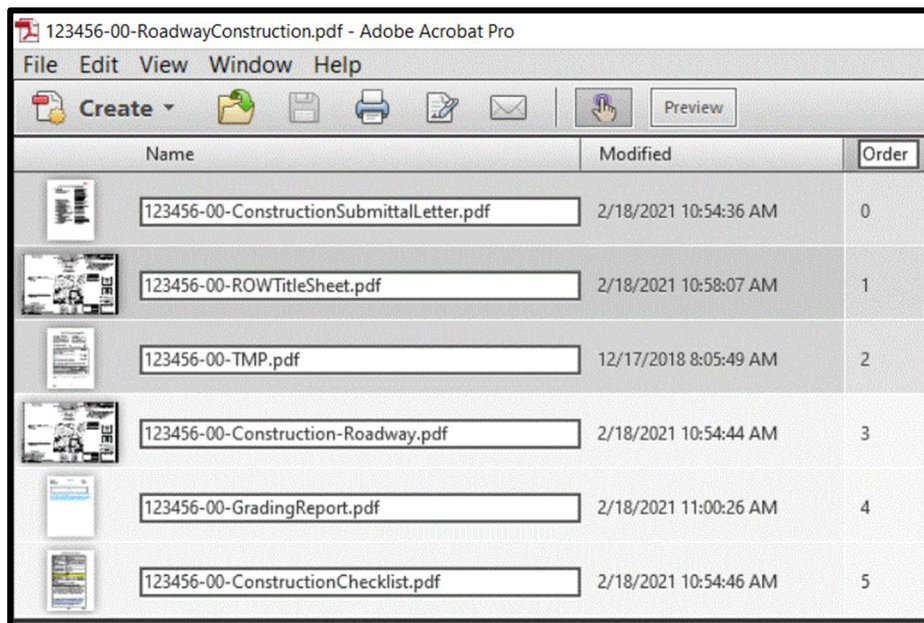 123456-00-RoadwayConstruction.pdf - Adobe Acrobat Pro
File Edit View Window Help
Create Preview
Name Modified Order
123456-00-ConstructionSubmittalLetter.pdf 2/18/2021 10:54:36 AM 0
123456-00-ROWTitleSheet.pdf 2/18/2021 10:58:07 AM 1
123456-00-TMP.pdf 12/17/2018 8:05:49 AM 2
123456-00-Construction-Roadway.pdf 2/18/2021 10:54:44 AM 3
123456-00-GradingReport.pdf 2/18/2021 11:00:26 AM 4
123456-00-ConstructionChecklist.pdf 2/18/2021 10:54:46 AM 5